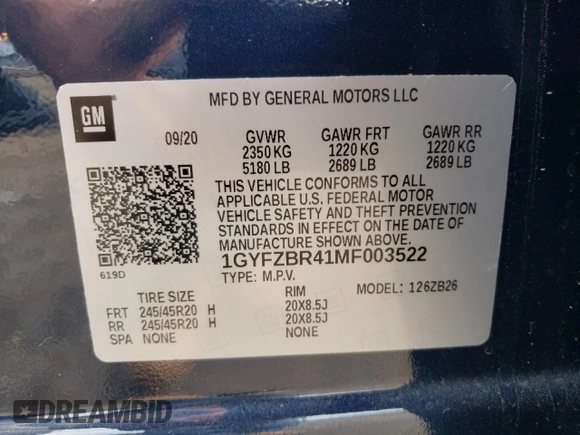 GM
MFD BY GENERAL MOTORS LLC
09/20 GVWR GAWR FRT GAWR RR
2350 KG 1220 KG 1220 KG
5180 LB 2689 LB 2689 LB
THIS VEHICLE CONFORMS TO ALL
APPLICABLE U.S. FEDERAL MOTOR
VEHICLE SAFETY AND THEFT PREVENTION
STANDARDS IN EFFECT ON THE DATE OF
MANUFACTURE SHOWN ABOVE.
619D
1GYFZBR41MF003522
TYPE: M.P.V. MODEL: 126ZB26
TIRE SIZE RIM
FRT 245/45R20 H 20X8.5J
RR 245/45R20 H 20X8.5J
SPA NONE NONE
DREAMBID